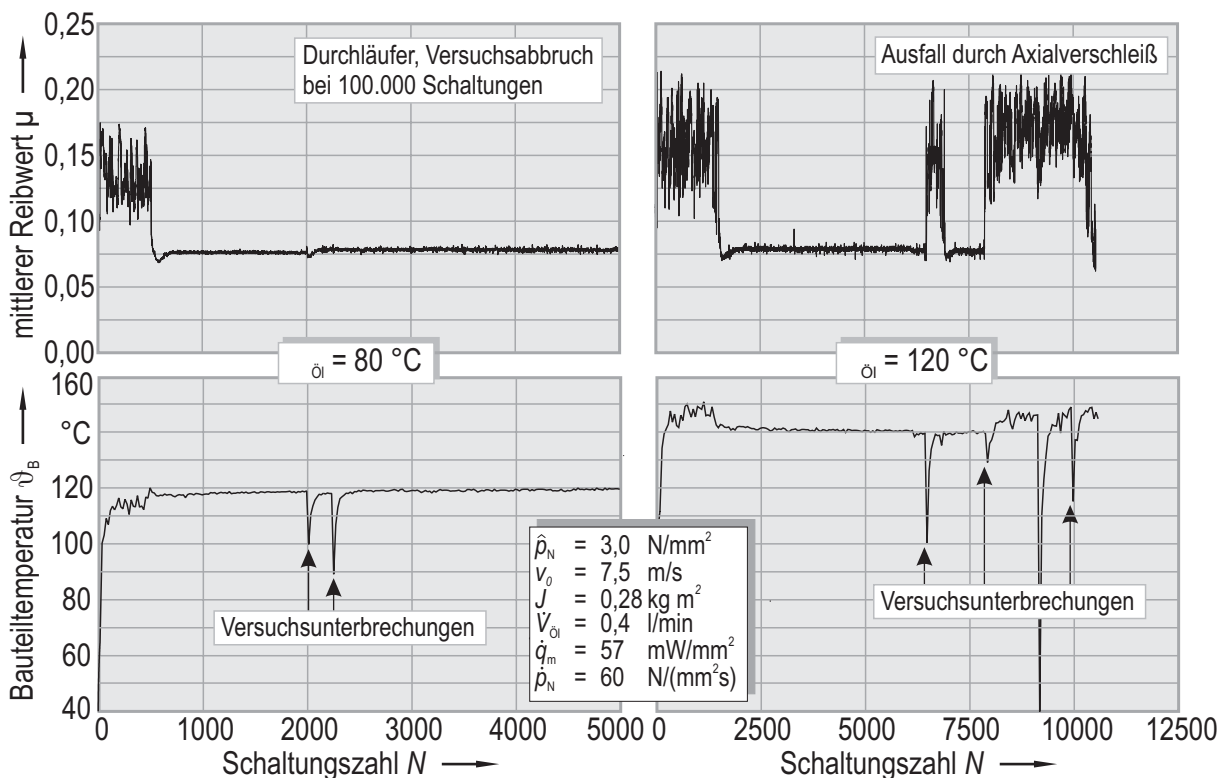 mittlerer Reibwert μ
0,25
0,20
0,15
0,10
0,05
0,00
Durchläufer, Versuchsabbruch
bei 100.000 Schaltungen
Ausfall durch Axialverschleiß
Öl = 80 °C
Öl = 120 °C
Bauteiltemperatur ϑB
160
°C
120
100
80
60
40
Versuchsunterbrechungen
Versuchsunterbrechungen
p̂N = 3,0 N/mm²
v0 = 7,5 m/s
J = 0,28 kg m²
V̇Öl = 0,4 l/min
q̇m = 57 mW/mm²
ṗN = 60 N/(mm²s)
0 1000 2000 3000 4000 5000
0 2500 5000 7500 10000 12500
Schaltungszahl N
Schaltungszahl N